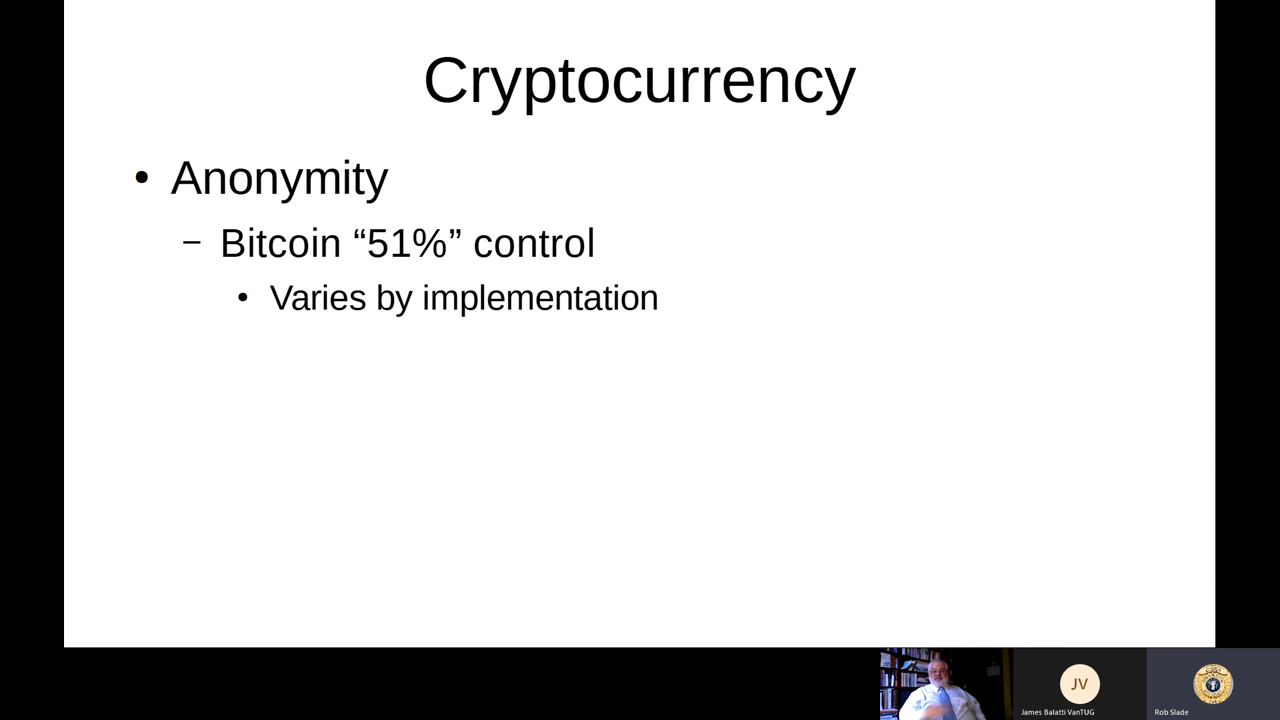 Cryptocurrency
• Anonymity
– Bitcoin “51%” control
• Varies by implementation
JV
James Balatti VanTUG
Rob Slade